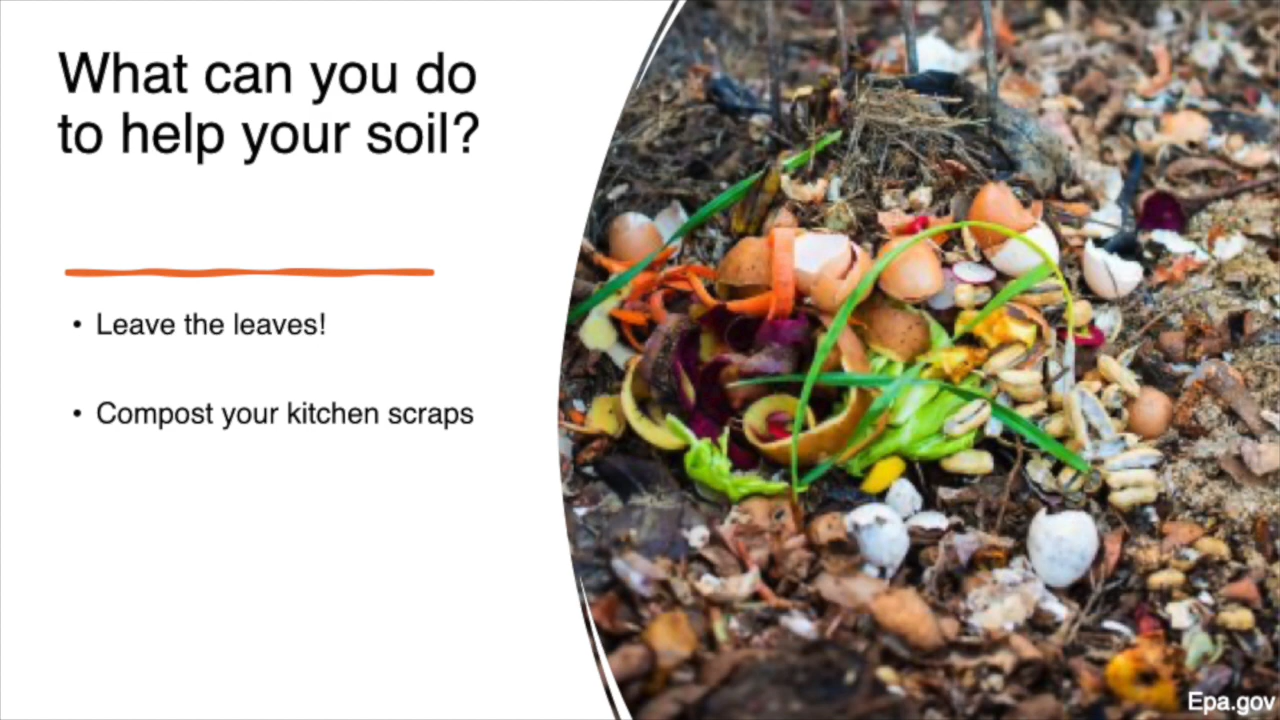 What can you do
to help your soil?
• Leave the leaves!
• Compost your kitchen scraps
Epa.gov